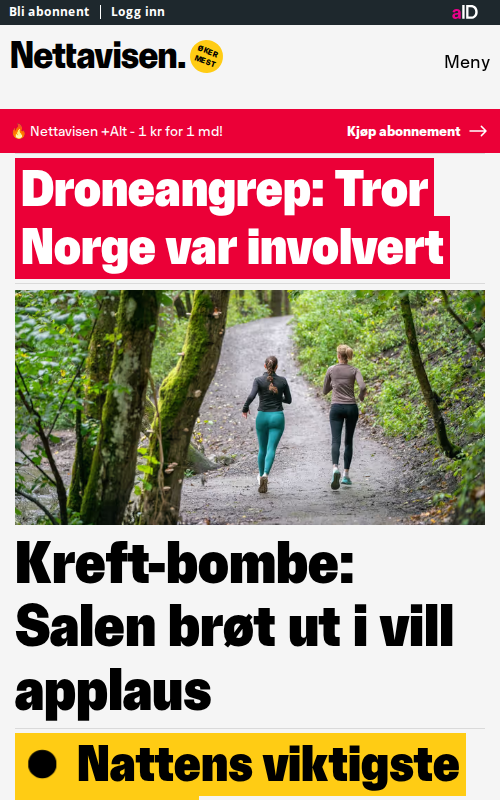 Bli abonnent | Logg inn
aID
Nettavisen.
ØKER
MEST
Meny
🔥 Nettavisen +Alt - 1 kr for 1 md!
Kjøp abonnement →
Droneangrep: Tror
Norge var involvert
Kreft-bombe:
Salen brøt ut i vill
applaus
Nattens viktigste